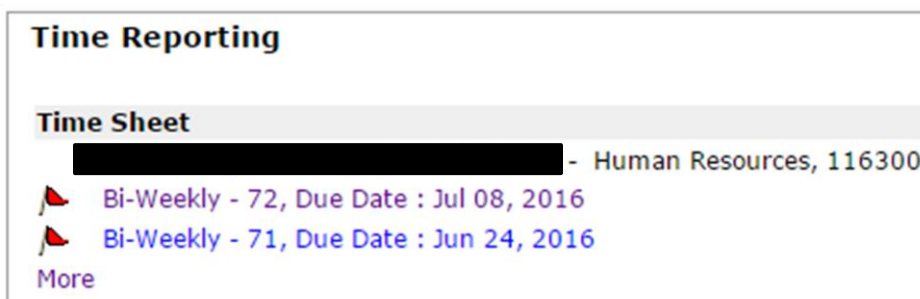 Time Reporting
Time Sheet
- Human Resources, 116300
Bi-Weekly - 72, Due Date : Jul 08, 2016
Bi-Weekly - 71, Due Date : Jun 24, 2016
More